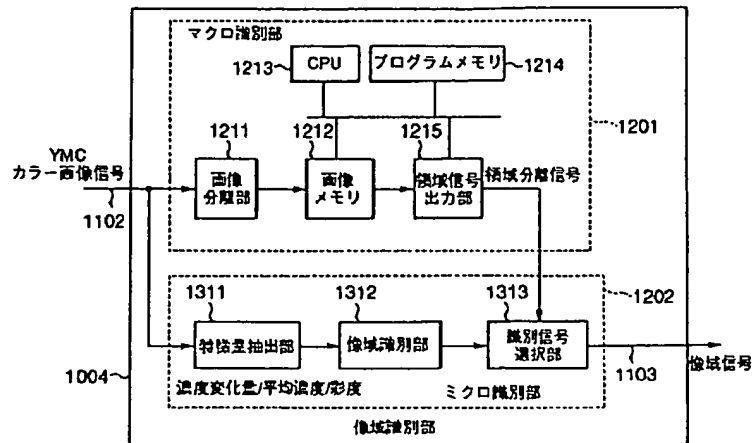 マクロ識別部
1213
CPU
プログラムメモリ
1214
1211
1212
1215
1201
YMC
カラー画像信号
画像
分離部
画像
メモリ
領域信号
出力部
領域分離信号
1102
1311
1312
1313
1202
特徴量抽出部
像域識別部
識別信号
選択部
1103
像域信号
1004
濃度変化量/平均濃度/彩度
ミクロ識別部
像域識別部